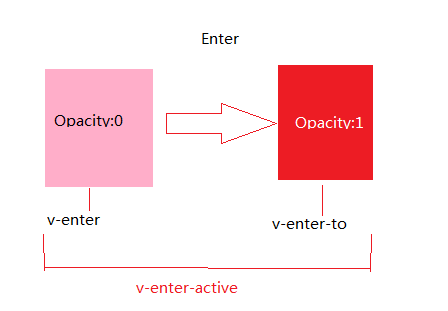 Enter
Opacity:0
Opacity:1
v-enter
v-enter-to
v-enter-active